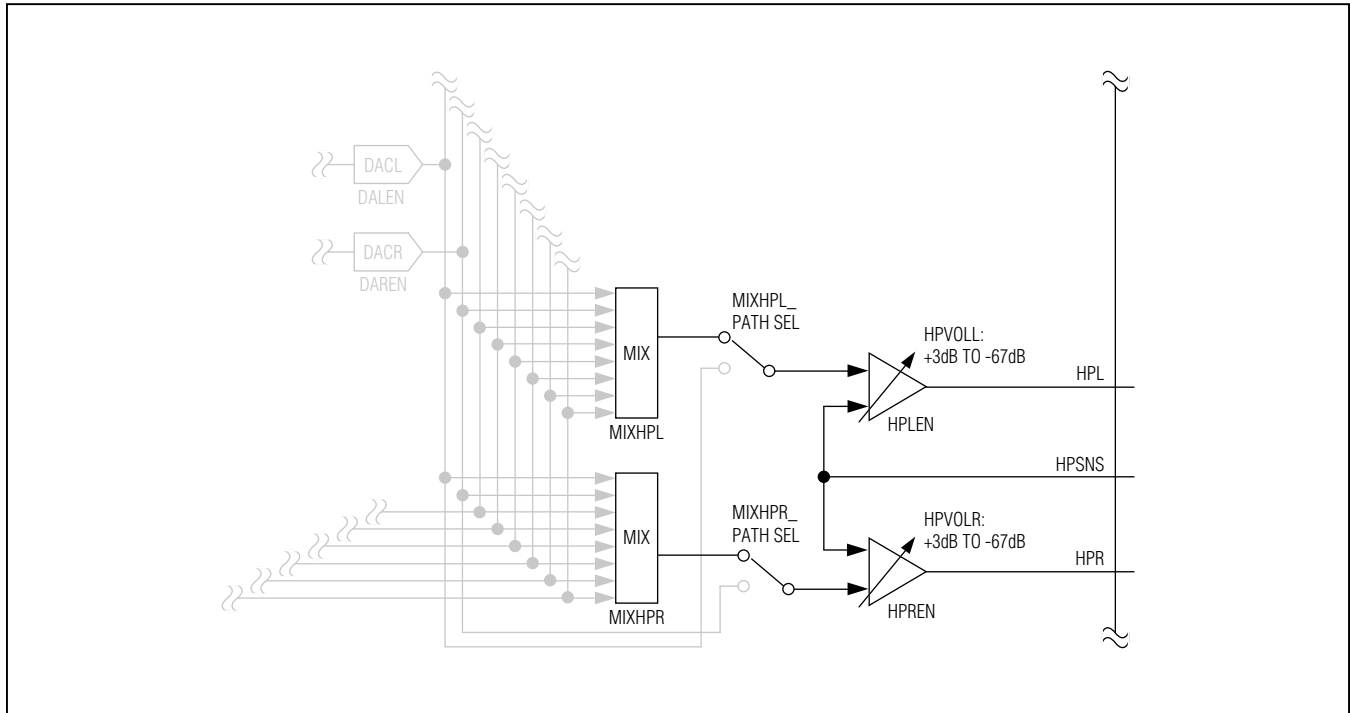 DACL
DALEN
DACR
DAREN
MIX
MIXHPL
MIXHPL_
PATH SEL
HPVOLL:
+3dB TO -67dB
HPLEN
HPL
HPSNS
MIX
MIXHPR
MIXHPR_
PATH SEL
HPVOLR:
+3dB TO -67dB
HPREN
HPR